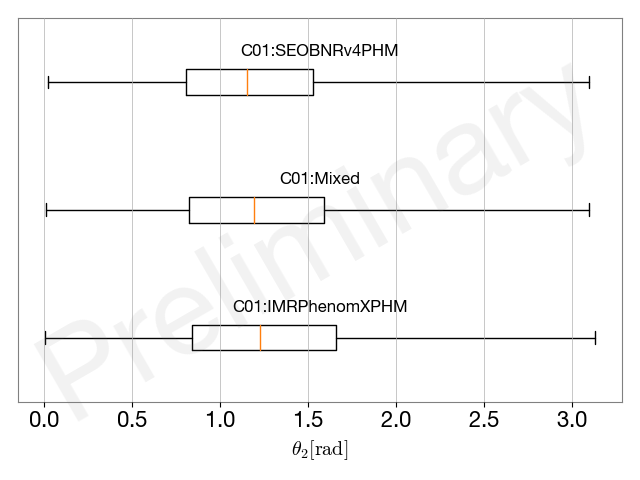 C01:SEOBNRv4PHM
C01:Mixed
C01:IMRPhenomXPHM
Preliminary
0.0 0.5 1.0 1.5 2.0 2.5 3.0
θ₂[rad]